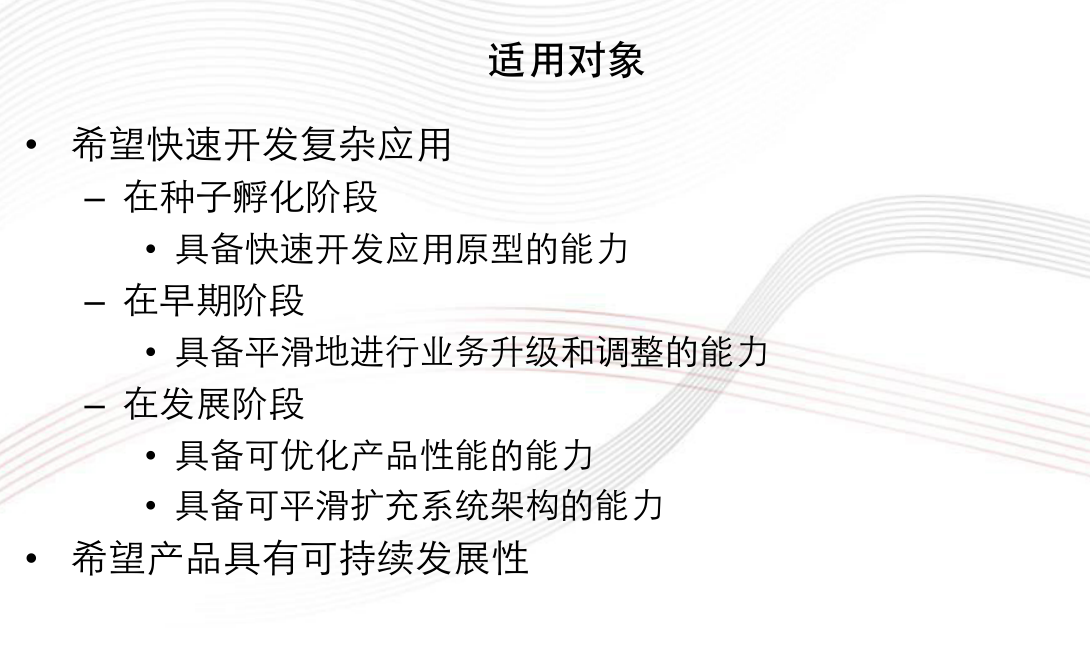 适用对象
• 希望快速开发复杂应用
– 在种子孵化阶段
• 具备快速开发应用原型的能力
– 在早期阶段
• 具备平滑地进行业务升级和调整的能力
– 在发展阶段
• 具备可优化产品性能的能力
• 具备可平滑扩充系统架构的能力
• 希望产品具有可持续发展性